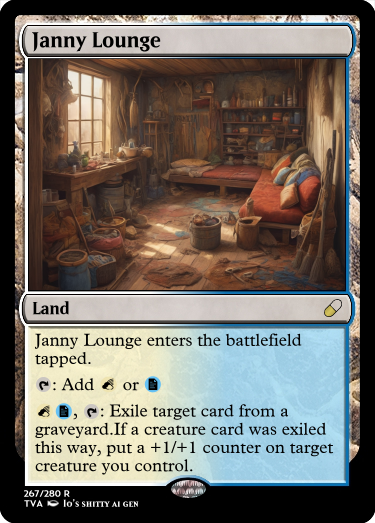 Janny Lounge
Land
Janny Lounge enters the battlefield
tapped.
: Add or
, : Exile target card from a
graveyard.If a creature card was exiled
this way, put a +1/+1 counter on target
creature you control.
267/280 R
TVA Io's shitty ai gen